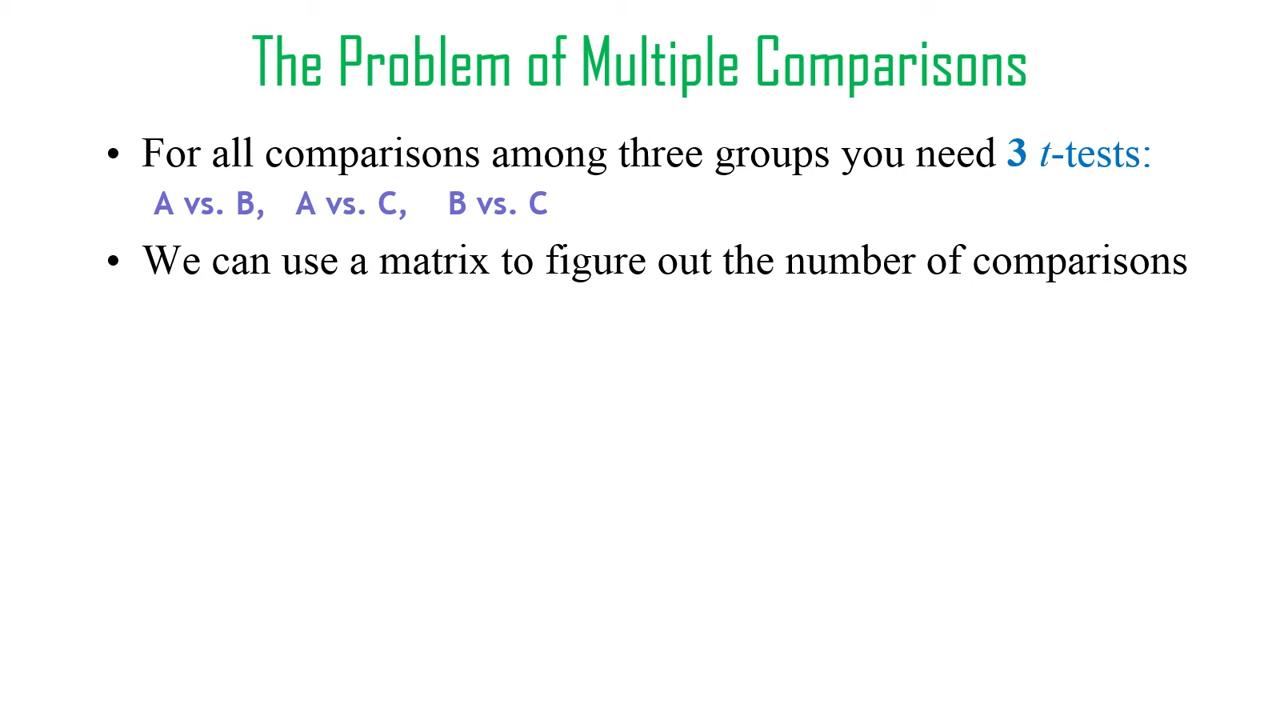 The Problem of Multiple Comparisons
• For all comparisons among three groups you need 3 t-tests:
A vs. B, A vs. C, B vs. C
• We can use a matrix to figure out the number of comparisons